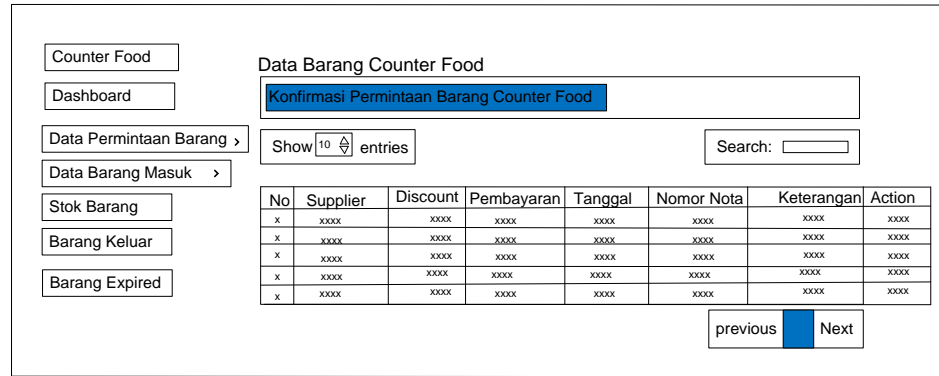 Counter Food
Dashboard
Data Permintaan Barang >
Data Barang Masuk >
Stok Barang
Barang Keluar
Barang Expired
Data Barang Counter Food
Konfirmasi Permintaan Barang Counter Food
Show 10 entries
Search:
No Supplier Discount Pembayaran Tanggal Nomor Nota Keterangan Action
x xxxx xxxx xxxx xxxx xxxx xxxx xxxx
x xxxx xxxx xxxx xxxx xxxx xxxx xxxx
x xxxx xxxx xxxx xxxx xxxx xxxx xxxx
x xxxx xxxx xxxx xxxx xxxx xxxx xxxx
x xxxx xxxx xxxx xxxx xxxx xxxx xxxx
previous Next